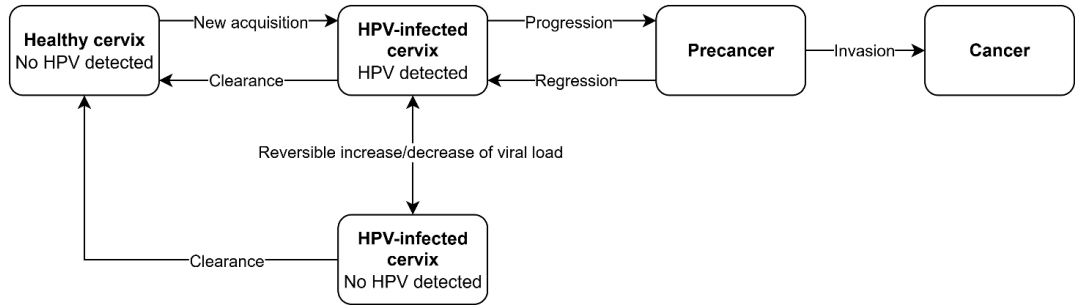 Healthy cervix
No HPV detected
New acquisition
Clearance
HPV-infected
cervix
HPV detected
Progression
Regression
Precancer
Invasion
Cancer
Reversible increase/decrease of viral load
HPV-infected
cervix
No HPV detected
Clearance